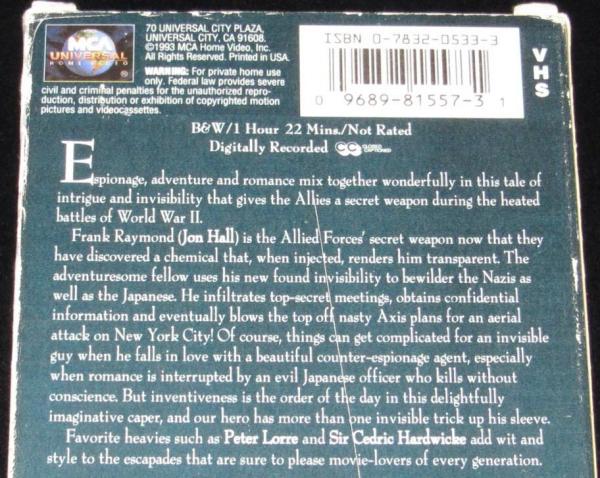 70 UNIVERSAL CITY PLAZA,
UNIVERSAL CITY, CA 91608.
©1993 MCA Home Video, Inc.
All Rights Reserved. Printed in USA.
MCA
UNIVERSAL
HOME VIDEO
®
WARNING: For private home use
only. Federal law provides severe
civil and criminal penalties for the unauthorized repro-
duction, distribution or exhibition of copyrighted motion
pictures and videocassettes.
ISBN 0-7832-0533-3
0 9689-81557-3 1
VHS
B&W/1 Hour 22 Mins./Not Rated
Digitally Recorded CC CLOSED CAPTIONED
Espionage, adventure and romance mix together wonderfully in this tale of
intrigue and invisibility that gives the Allies a secret weapon during the heated
battles of World War II.
Frank Raymond (Jon Hall) is the Allied Forces' secret weapon now that they
have discovered a chemical that, when injected, renders him transparent. The
adventuresome fellow uses his new found invisibility to bewilder the Nazis as
well as the Japanese. He infiltrates top-secret meetings, obtains confidential
information and eventually blows the top off nasty Axis plans for an aerial
attack on New York City! Of course, things can get complicated for an invisible
guy when he falls in love with a beautiful counter-espionage agent, especially
when romance is interrupted by an evil Japanese officer who kills without
conscience. But inventiveness is the order of the day in this delightfully
imaginative caper, and our hero has more than one invisible trick up his sleeve.
Favorite heavies such as Peter Lorre and Sir Cedric Hardwicke add wit and
style to the escapades that are sure to please movie-lovers of every generation.